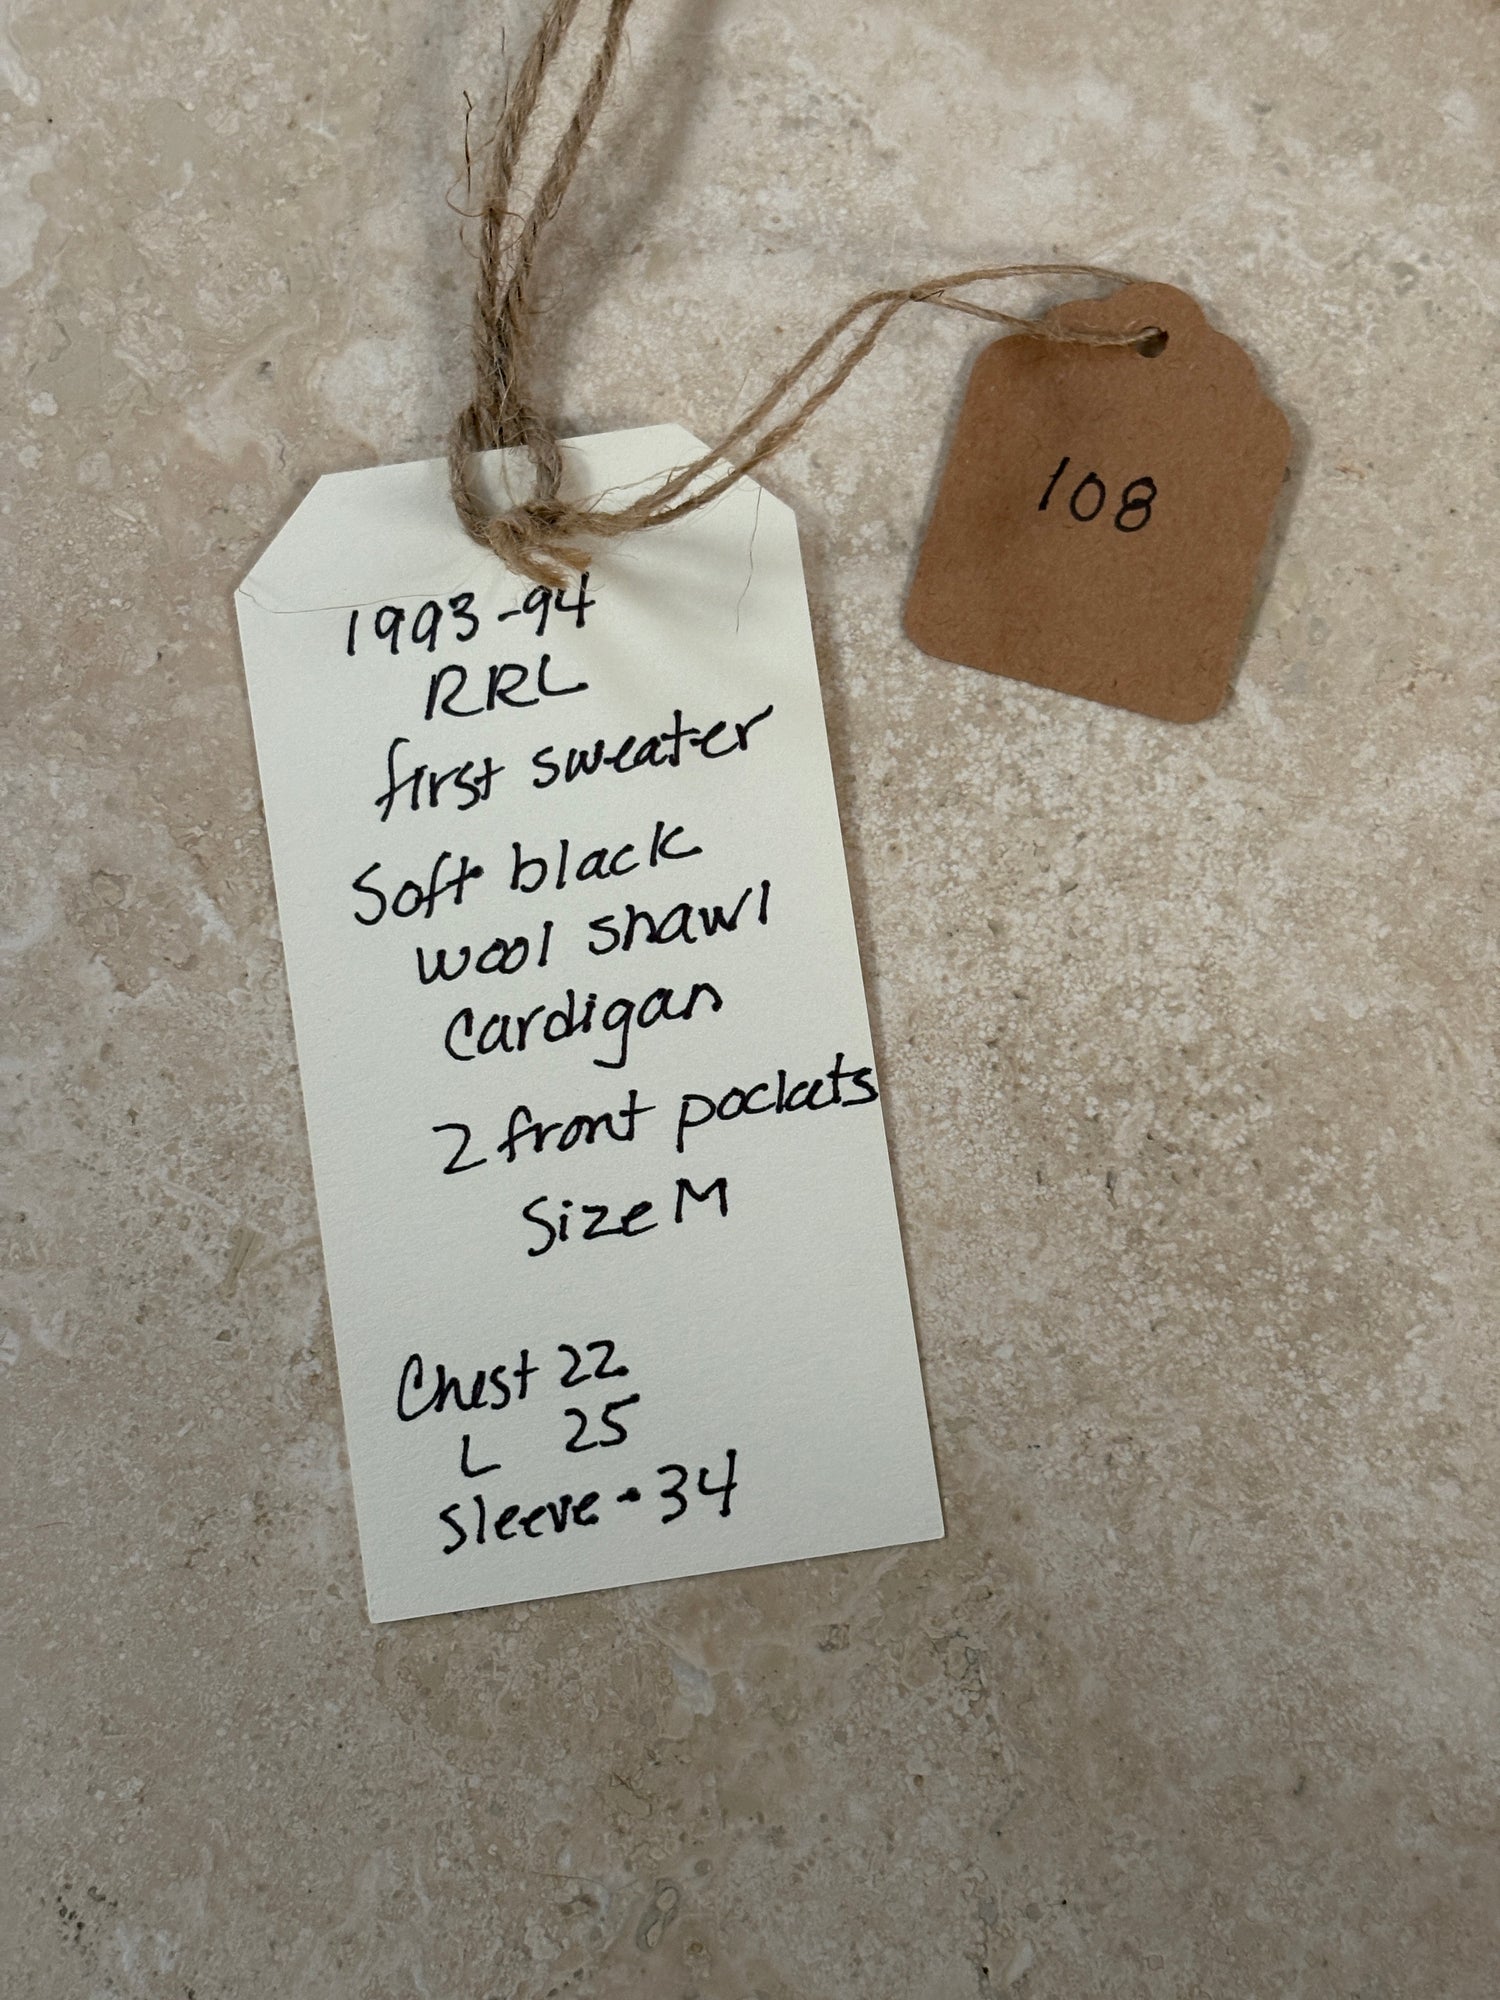 1993-94
RRL
first sweater
Soft black
wool shawl
Cardigan
2 front pockets
Size M
Chest 22
L 25
sleeve - 34
108